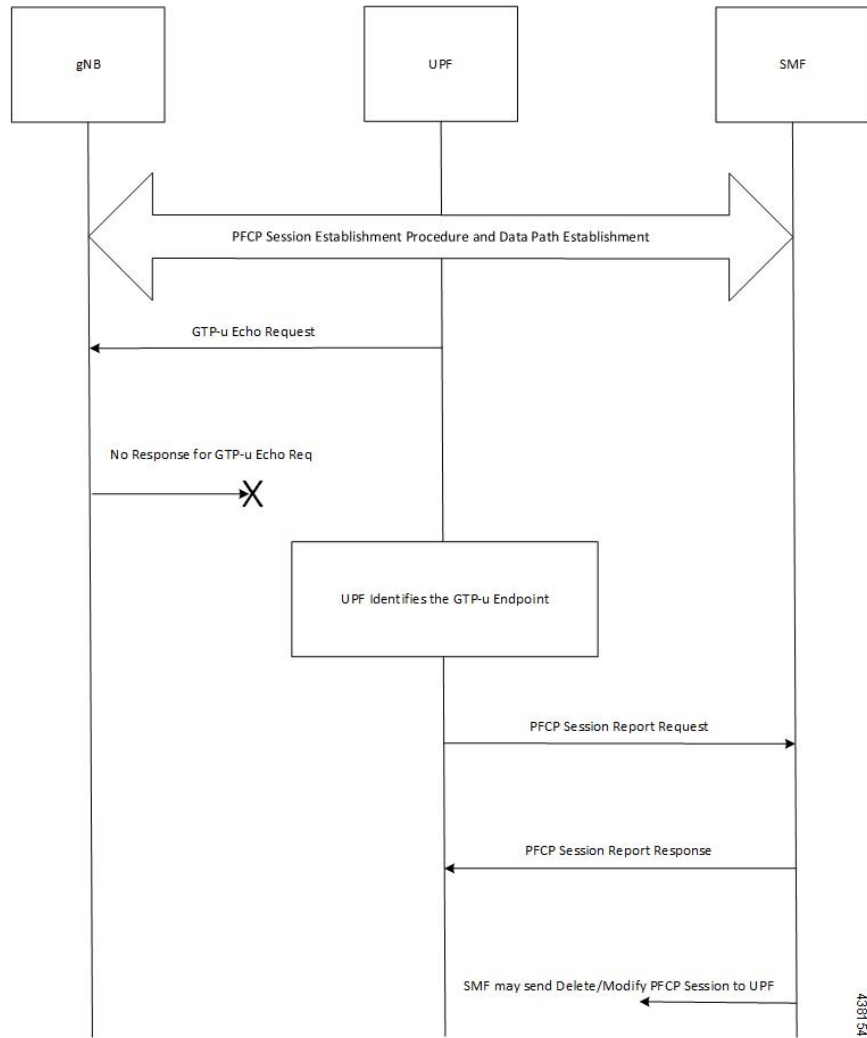 gNB
UPF
SMF
PFCP Session Establishment Procedure and Data Path Establishment
GTP-u Echo Request
No Response for GTP-u Echo Req
X
UPF Identifies the GTP-u Endpoint
PFCP Session Report Request
PFCP Session Report Response
SMF may send Delete/Modify PFCP Session to UPF
438154